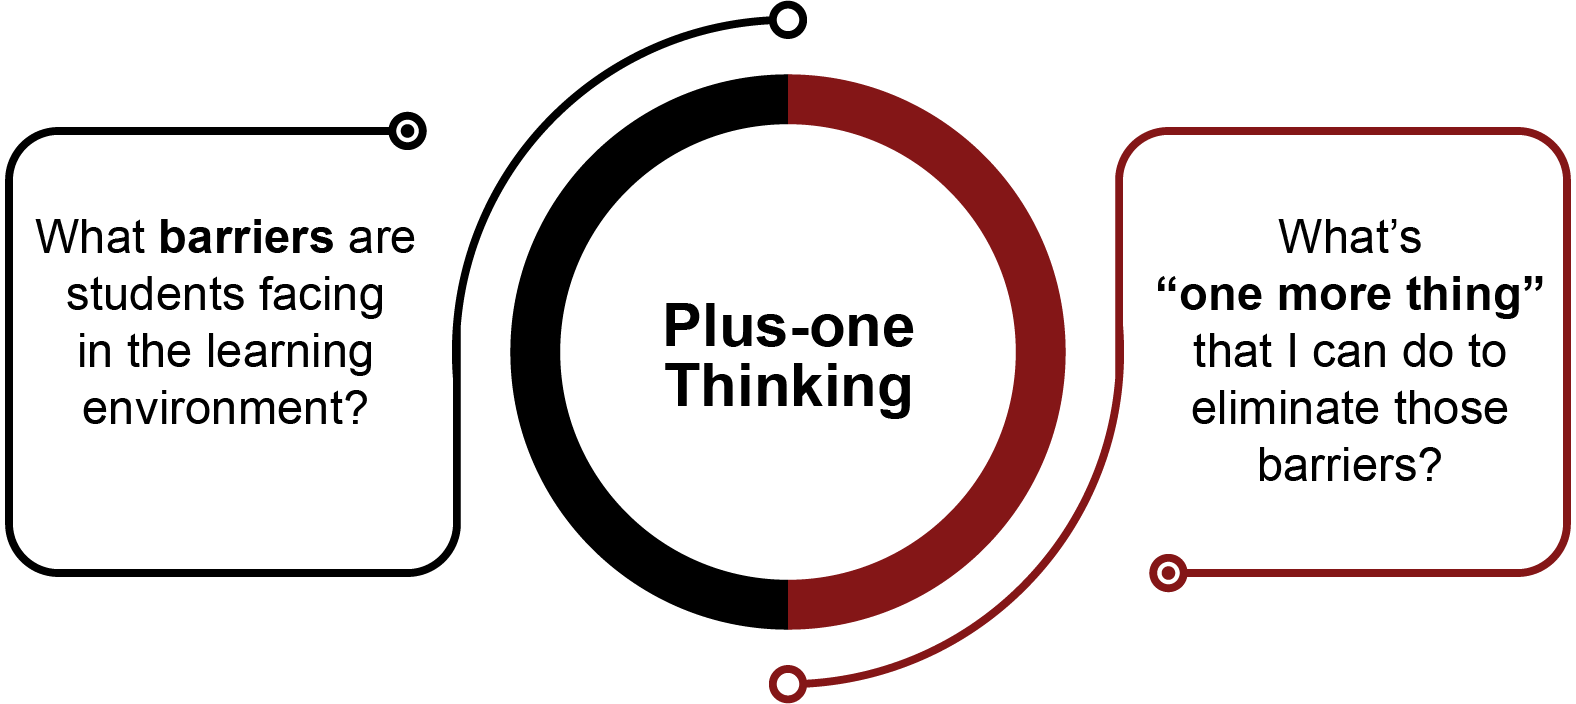 What barriers are
students facing
in the learning
environment?
Plus-one
Thinking
What’s
“one more thing”
that I can do to
eliminate those
barriers?